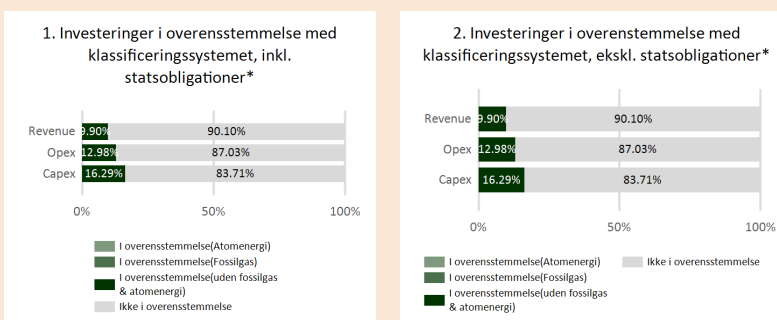 1. Investeringer i overensstemmelse med
klassificeringssystemet, inkl.
statsobligationer*
Revenue 9.90% 90.10%
Opex 12.98% 87.03%
Capex 16.29% 83.71%
0% 50% 100%
I overensstemmelse(Atomenergi)
I overensstemmelse(Fossilgas)
I overensstemmelse(uden fossilgas
& atomenergi)
Ikke i overensstemmelse
2. Investeringer i overenstemmelse med
klassificeringssystemet, ekskl. statsobligationer*
Revenue 9.90% 90.10%
Opex 12.98% 87.03%
Capex 16.29% 83.71%
0% 50% 100%
I overensstemmelse(Atomenergi) Ikke i overensstemmelse
I overensstemmelse(Fossilgas)
I overensstemmelse(uden fossilgas
& atomenergi)